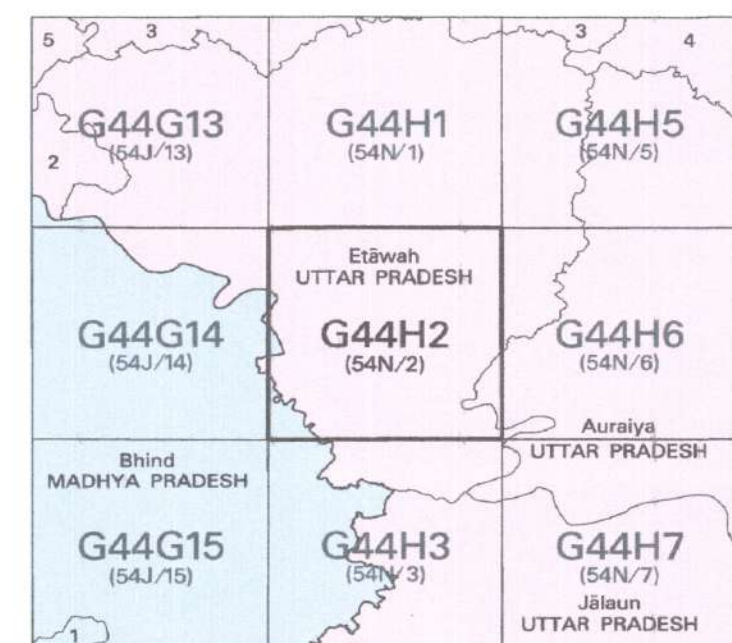 5 3 3 4
G44G13 G44H1 G44H5
(54J/13) (54N/1) (54N/5)
2
Etāwah
UTTAR PRADESH
G44G14 G44H2 G44H6
(54J/14) (54N/2) (54N/6)
Auraiya
UTTAR PRADESH
Bhind
MADHYA PRADESH
G44G15 G44H3 G44H7
(54J/15) (54N/3) (54N/7)
Jālaun
UTTAR PRADESH
1